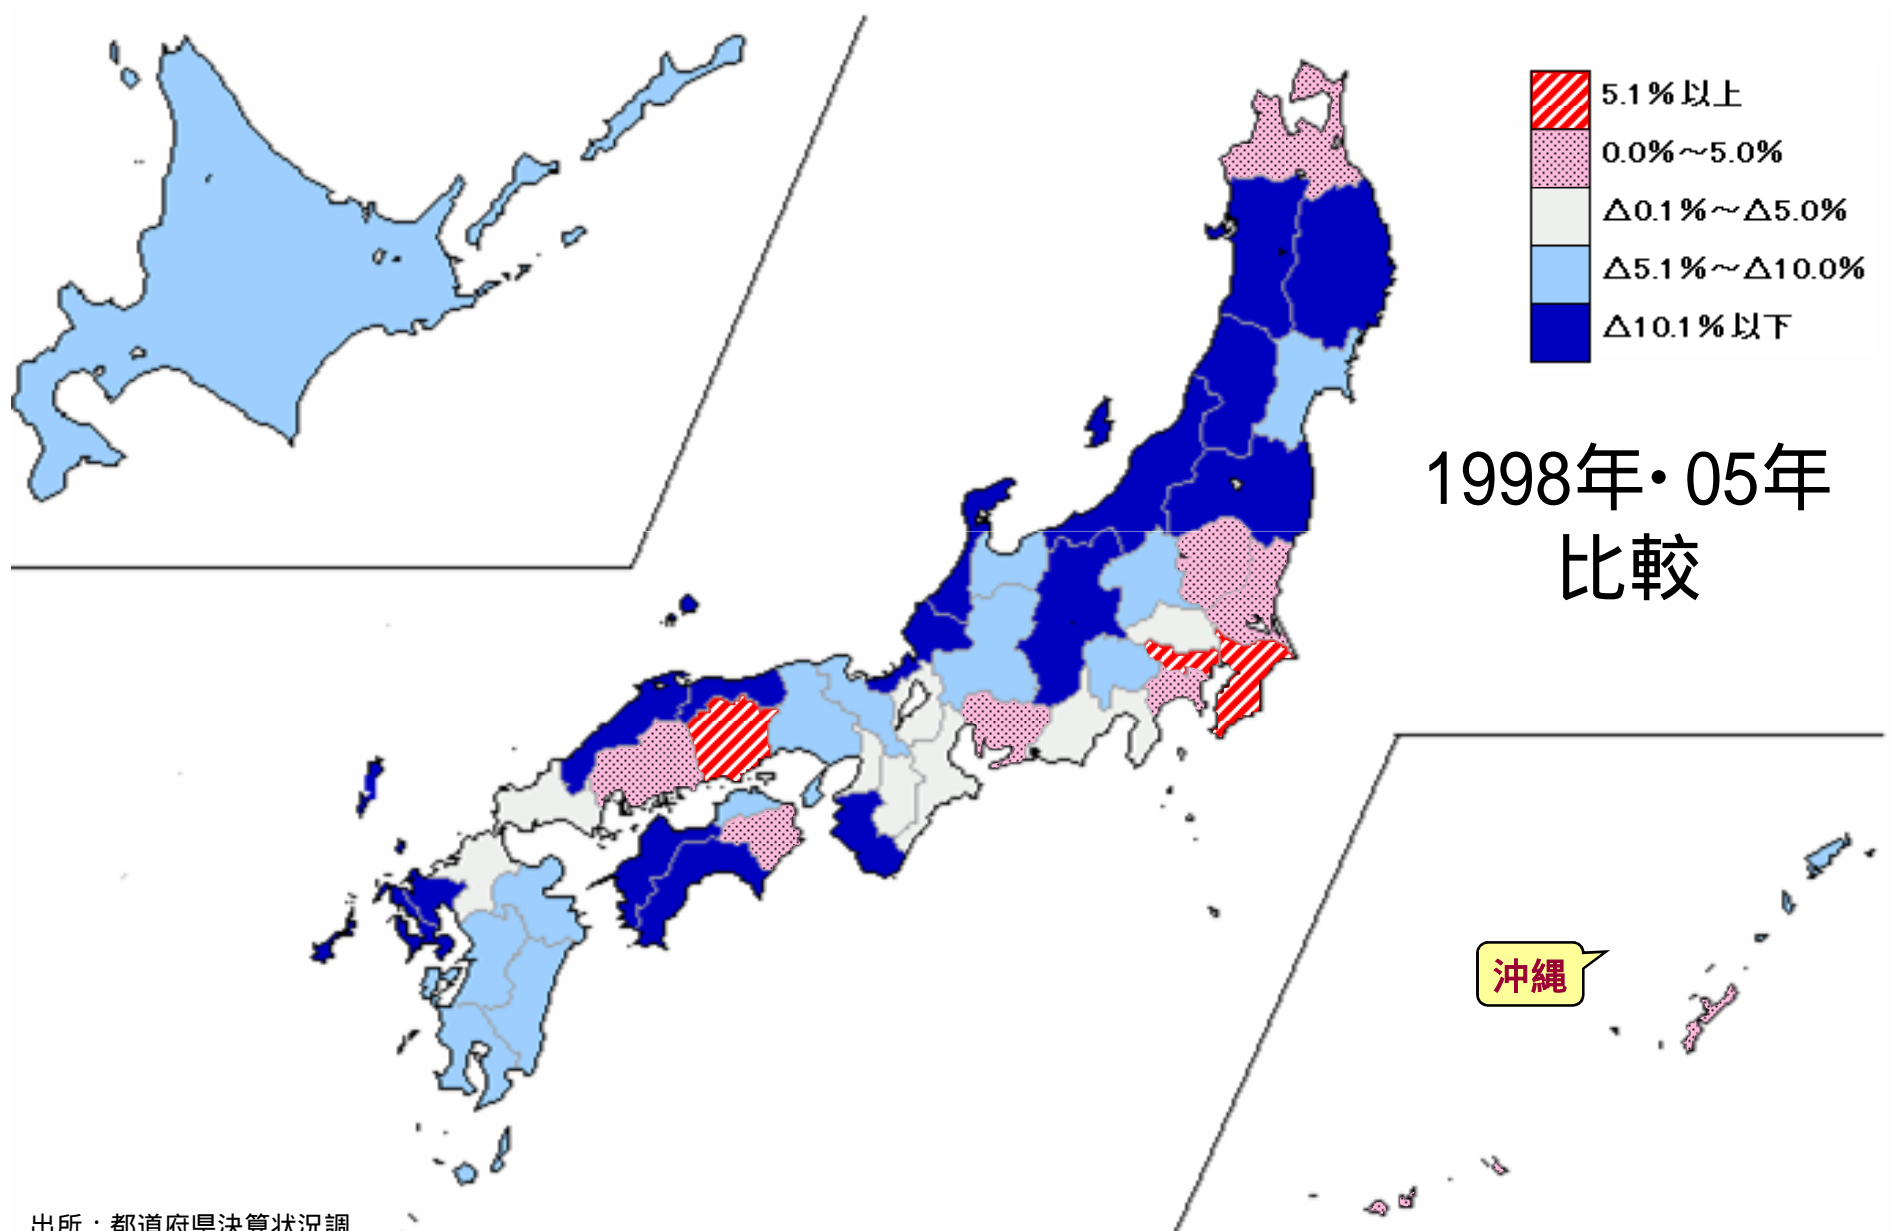 5.1％以上
0.0％～5.0％
△0.1％～△5.0％
△5.1％～△10.0％
△10.1％以下
1998年・05年
比較
沖縄
出所：都道府県決算状況調